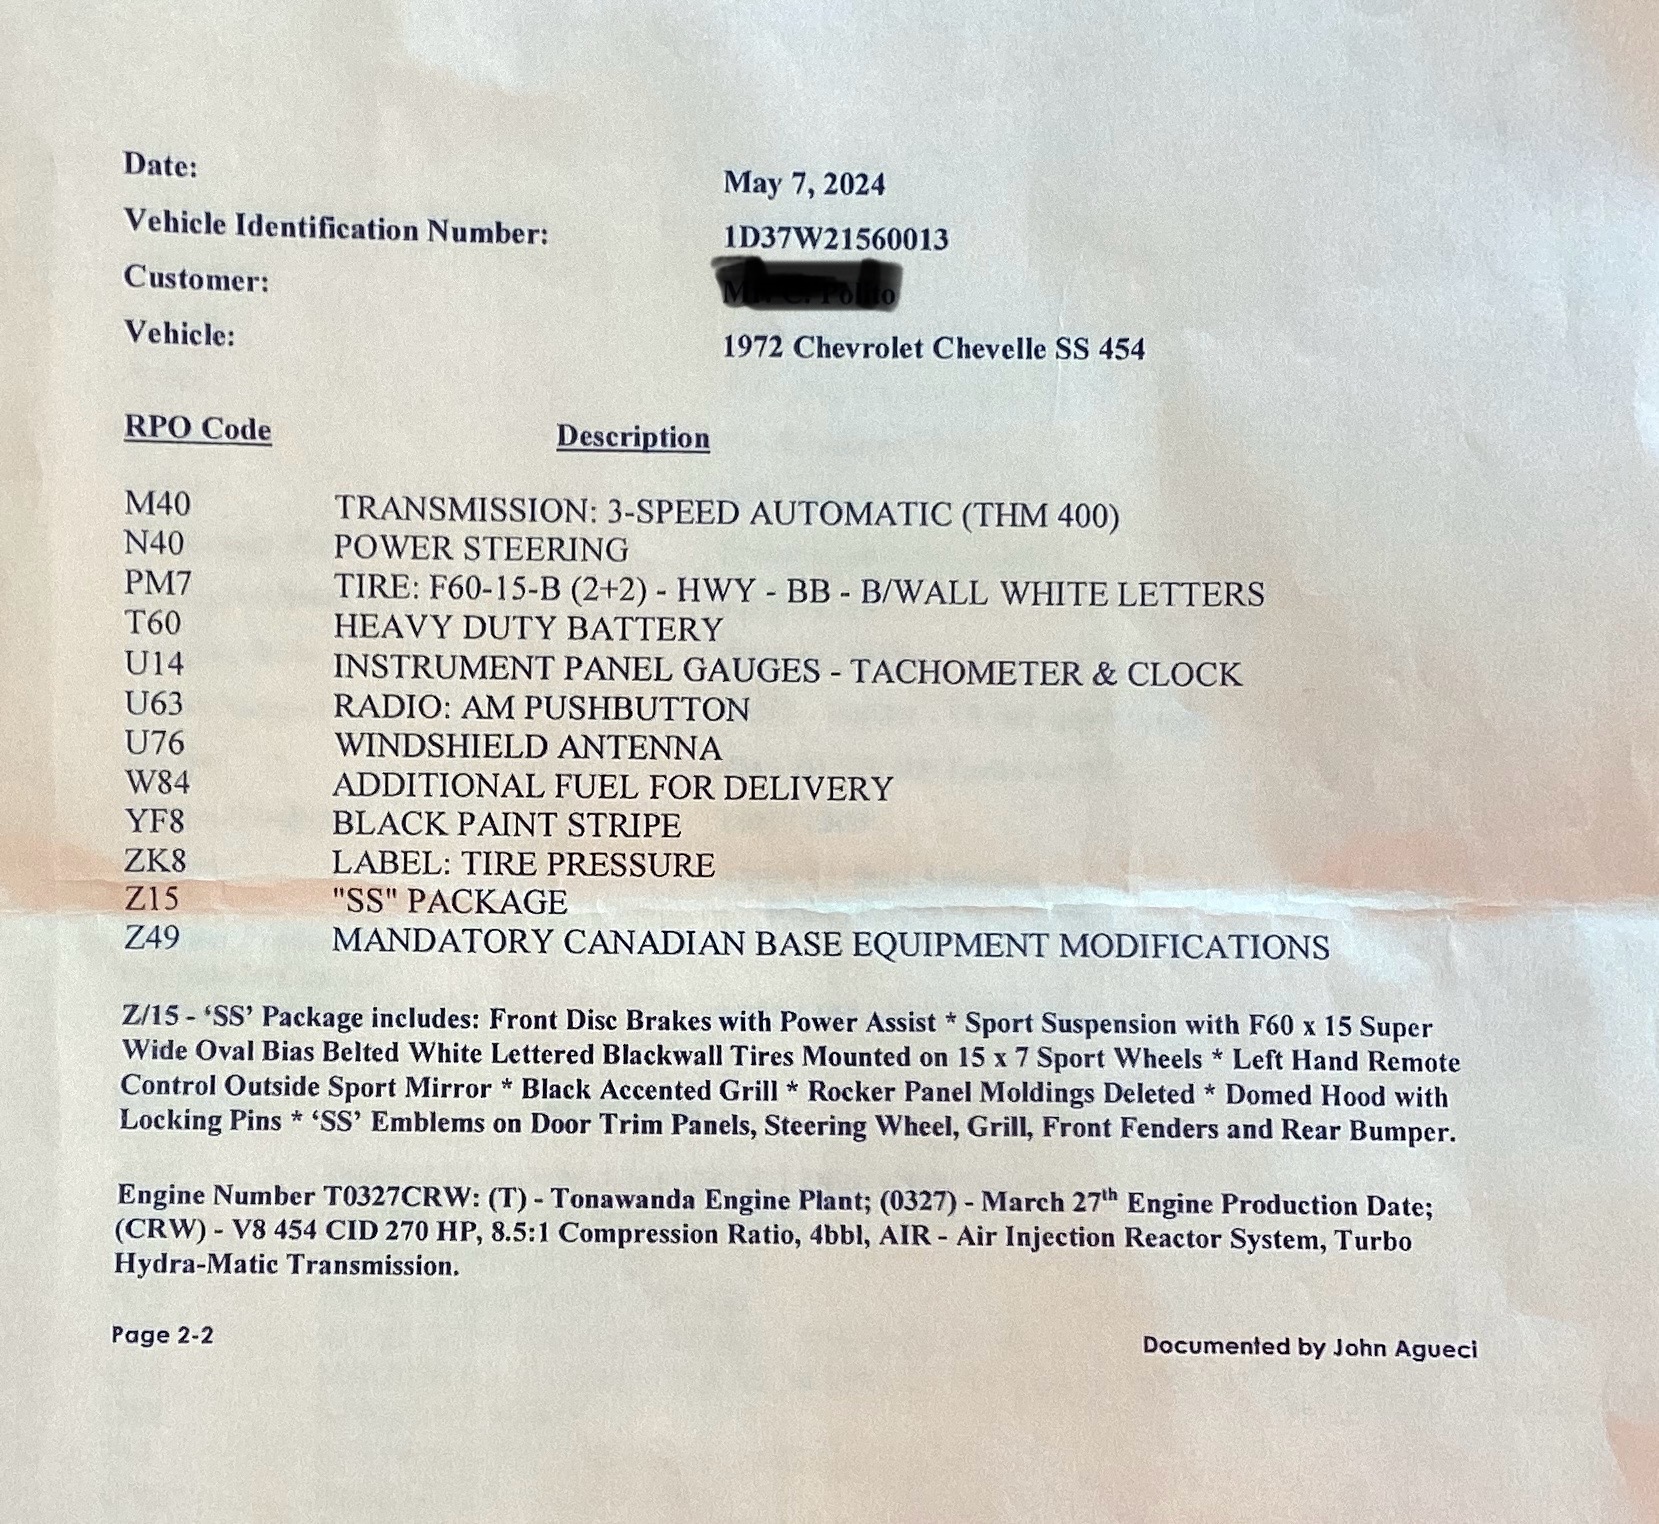 Date: May 7, 2024
Vehicle Identification Number: 1D37W21560013
Customer:
Vehicle: 1972 Chevrolet Chevelle SS 454
RPO Code Description
M40 TRANSMISSION: 3-SPEED AUTOMATIC (THM 400)
N40 POWER STEERING
PM7 TIRE: F60-15-B (2+2) - HWY - BB - B/WALL WHITE LETTERS
T60 HEAVY DUTY BATTERY
U14 INSTRUMENT PANEL GAUGES - TACHOMETER & CLOCK
U63 RADIO: AM PUSHBUTTON
U76 WINDSHIELD ANTENNA
W84 ADDITIONAL FUEL FOR DELIVERY
YF8 BLACK PAINT STRIPE
ZK8 LABEL: TIRE PRESSURE
Z15 "SS" PACKAGE
Z49 MANDATORY CANADIAN BASE EQUIPMENT MODIFICATIONS
Z/15 - ‘SS’ Package includes: Front Disc Brakes with Power Assist * Sport Suspension with F60 x 15 Super
Wide Oval Bias Belted White Lettered Blackwall Tires Mounted on 15 x 7 Sport Wheels * Left Hand Remote
Control Outside Sport Mirror * Black Accented Grill * Rocker Panel Moldings Deleted * Domed Hood with
Locking Pins * ‘SS’ Emblems on Door Trim Panels, Steering Wheel, Grill, Front Fenders and Rear Bumper.
Engine Number T0327CRW: (T) - Tonawanda Engine Plant; (0327) - March 27th Engine Production Date;
(CRW) - V8 454 CID 270 HP, 8.5:1 Compression Ratio, 4bbl, AIR - Air Injection Reactor System, Turbo
Hydra-Matic Transmission.
Page 2-2 Documented by John Agueci